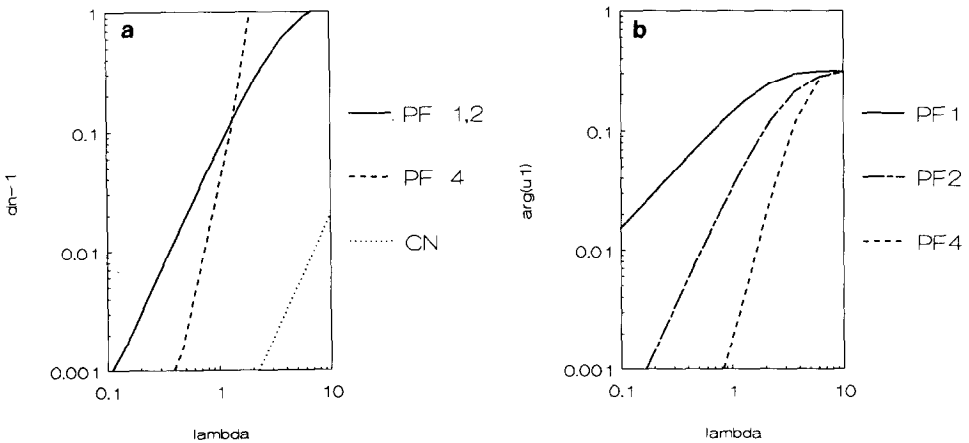 a
1
0.1
0.01
0.001
dn-1
0.1
1
10
lambda
PF 1,2
PF 4
CN
b
1
0.1
0.01
0.001
arg(u1)
0.1
1
10
lambda
PF1
PF2
PF4